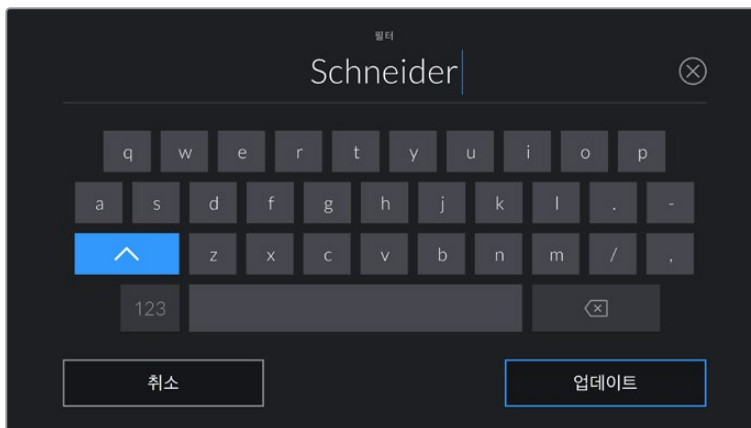 필터
Schneider
q w e r t y u i o p
a s d f g h j k l . -
z x c v b n m / ,
123
취소 업데이트